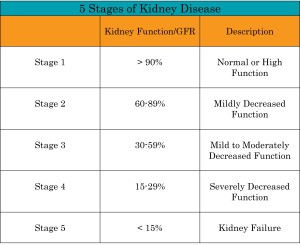 5 Stages of Kidney Disease
Kidney Function/GFR Description
Stage 1 > 90% Normal or High
Function
Stage 2 60-89% Mildly Decreased
Function
Stage 3 30-59% Mild to Moderately
Decreased Function
Stage 4 15-29% Severely Decreased
Function
Stage 5 < 15% Kidney Failure